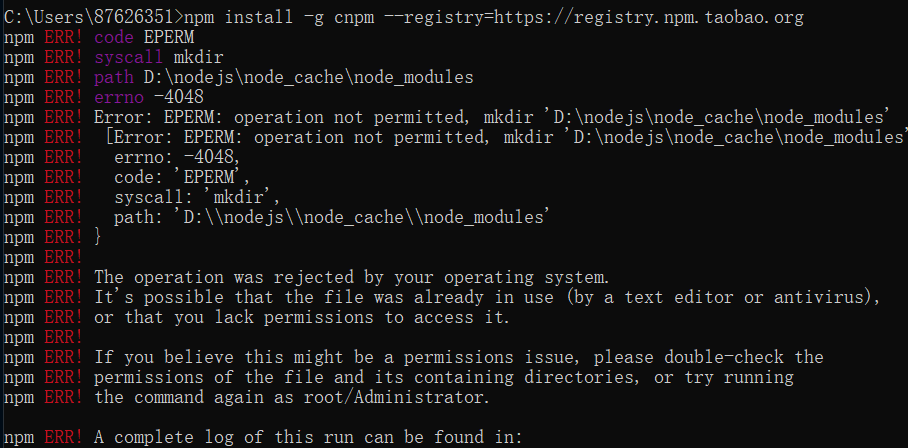 C:\Users\87626351>npm install -g cnpm --registry=https://registry.npm.taobao.org
npm ERR! code EPERM
npm ERR! syscall mkdir
npm ERR! path D:\nodejs\node_cache\node_modules
npm ERR! errno -4048
npm ERR! Error: EPERM: operation not permitted, mkdir 'D:\nodejs\node_cache\node_modules'
npm ERR!  [Error: EPERM: operation not permitted, mkdir 'D:\nodejs\node_cache\node_modules'
npm ERR!   errno: -4048,
npm ERR!   code: 'EPERM',
npm ERR!   syscall: 'mkdir',
npm ERR!   path: 'D:\\nodejs\\node_cache\\node_modules'
npm ERR! }
npm ERR!
npm ERR! The operation was rejected by your operating system.
npm ERR! It's possible that the file was already in use (by a text editor or antivirus),
npm ERR! or that you lack permissions to access it.
npm ERR!
npm ERR! If you believe this might be a permissions issue, please double-check the
npm ERR! permissions of the file and its containing directories, or try running
npm ERR! the command again as root/Administrator.
npm ERR! A complete log of this run can be found in: